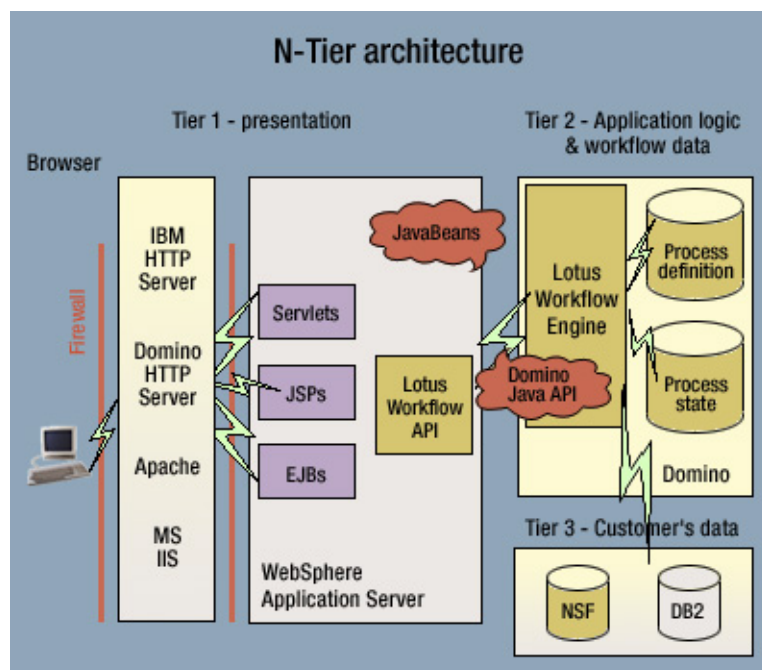 N-Tier architecture
Tier 1 - presentation
Tier 2 - Application logic
& workflow data
Browser
Firewall
IBM
HTTP
Server
Domino
HTTP
Server
Apache
MS
IIS
JavaBeans
Servlets
JSPs
EJBs
Lotus
Workflow
API
WebSphere
Application Server
Domino
Java API
Lotus
Workflow
Engine
Process
definition
Process
state
Domino
Tier 3 - Customer's data
NSF
DB2